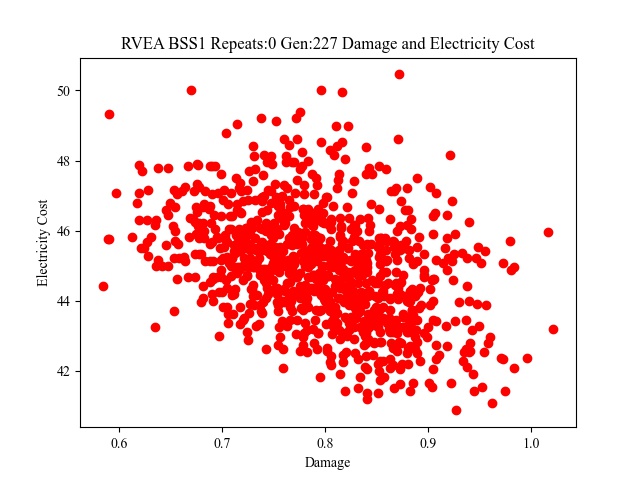 RVEA BSS1 Repeats:0 Gen:227 Damage and Electricity Cost
50
48
46
44
42
Electricity Cost
0.6 0.7 0.8 0.9 1.0
Damage